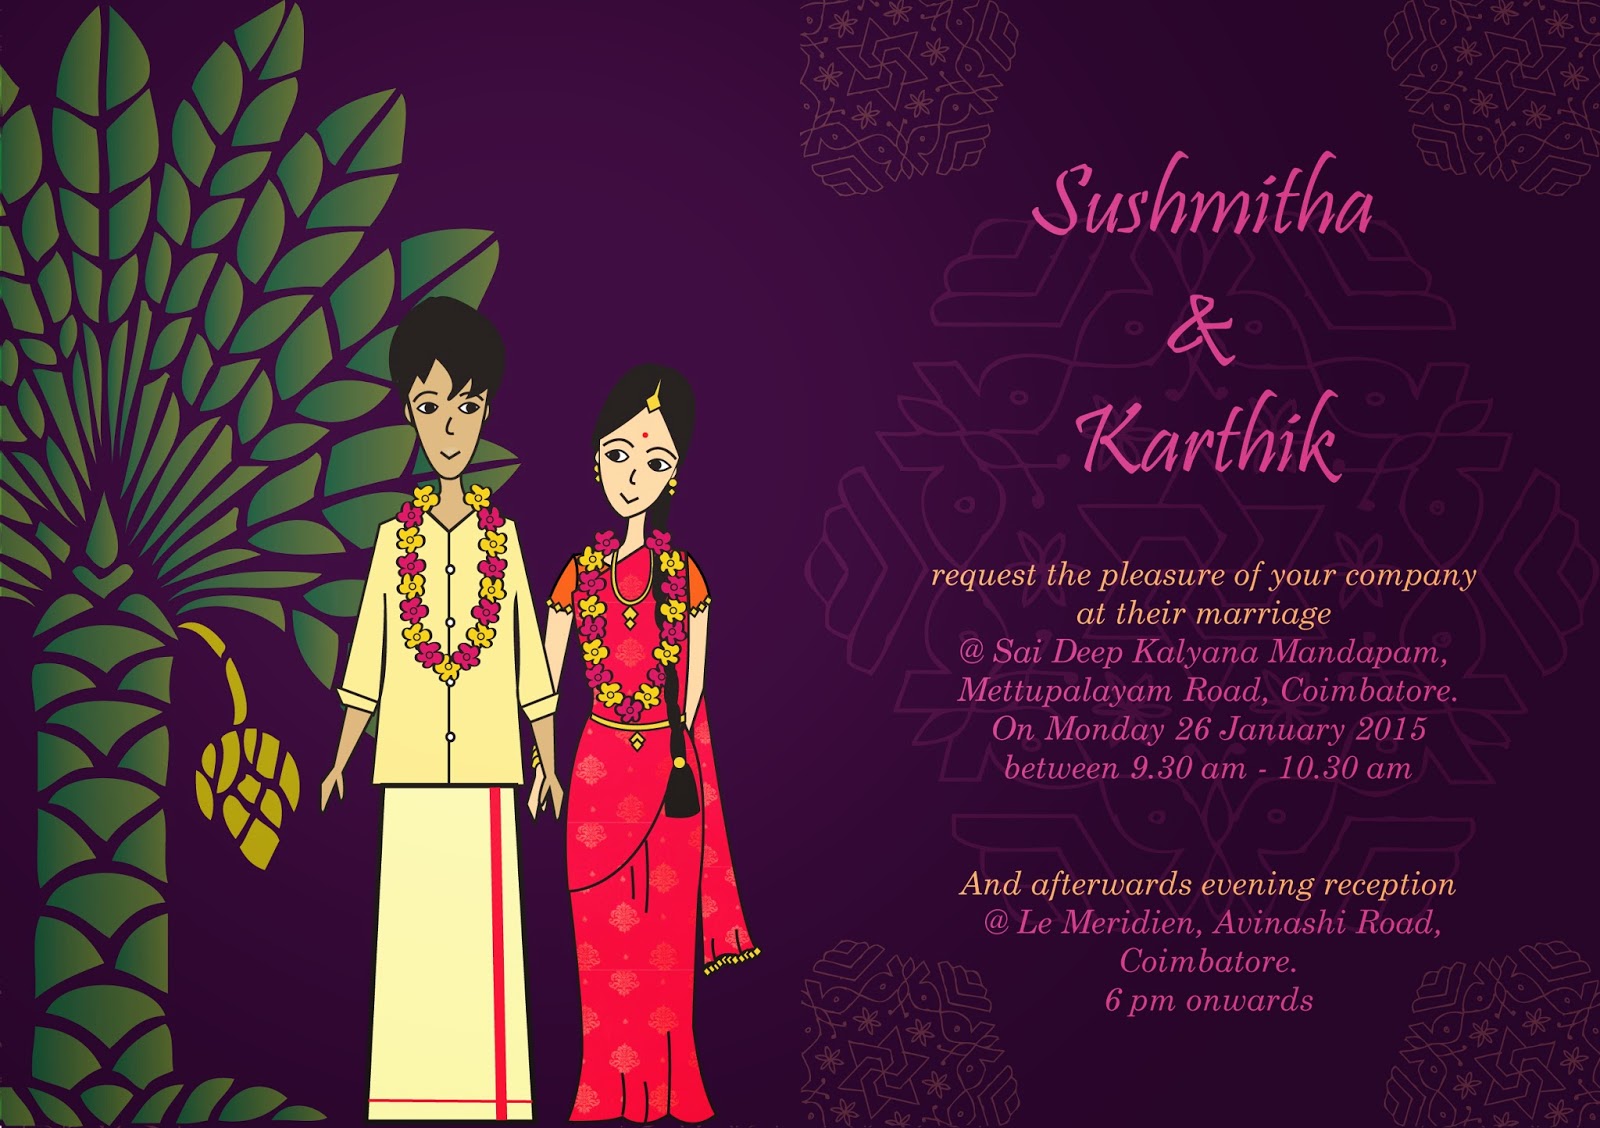 Sushmitha
&
Karthik
request the pleasure of your company
at their marriage
@ Sai Deep Kalyana Mandapam,
Mettupalayam Road, Coimbatore.
On Monday 26 January 2015
between 9.30 am - 10.30 am
And afterwards evening reception
@ Le Meridien, Avinashi Road,
Coimbatore.
6 pm onwards